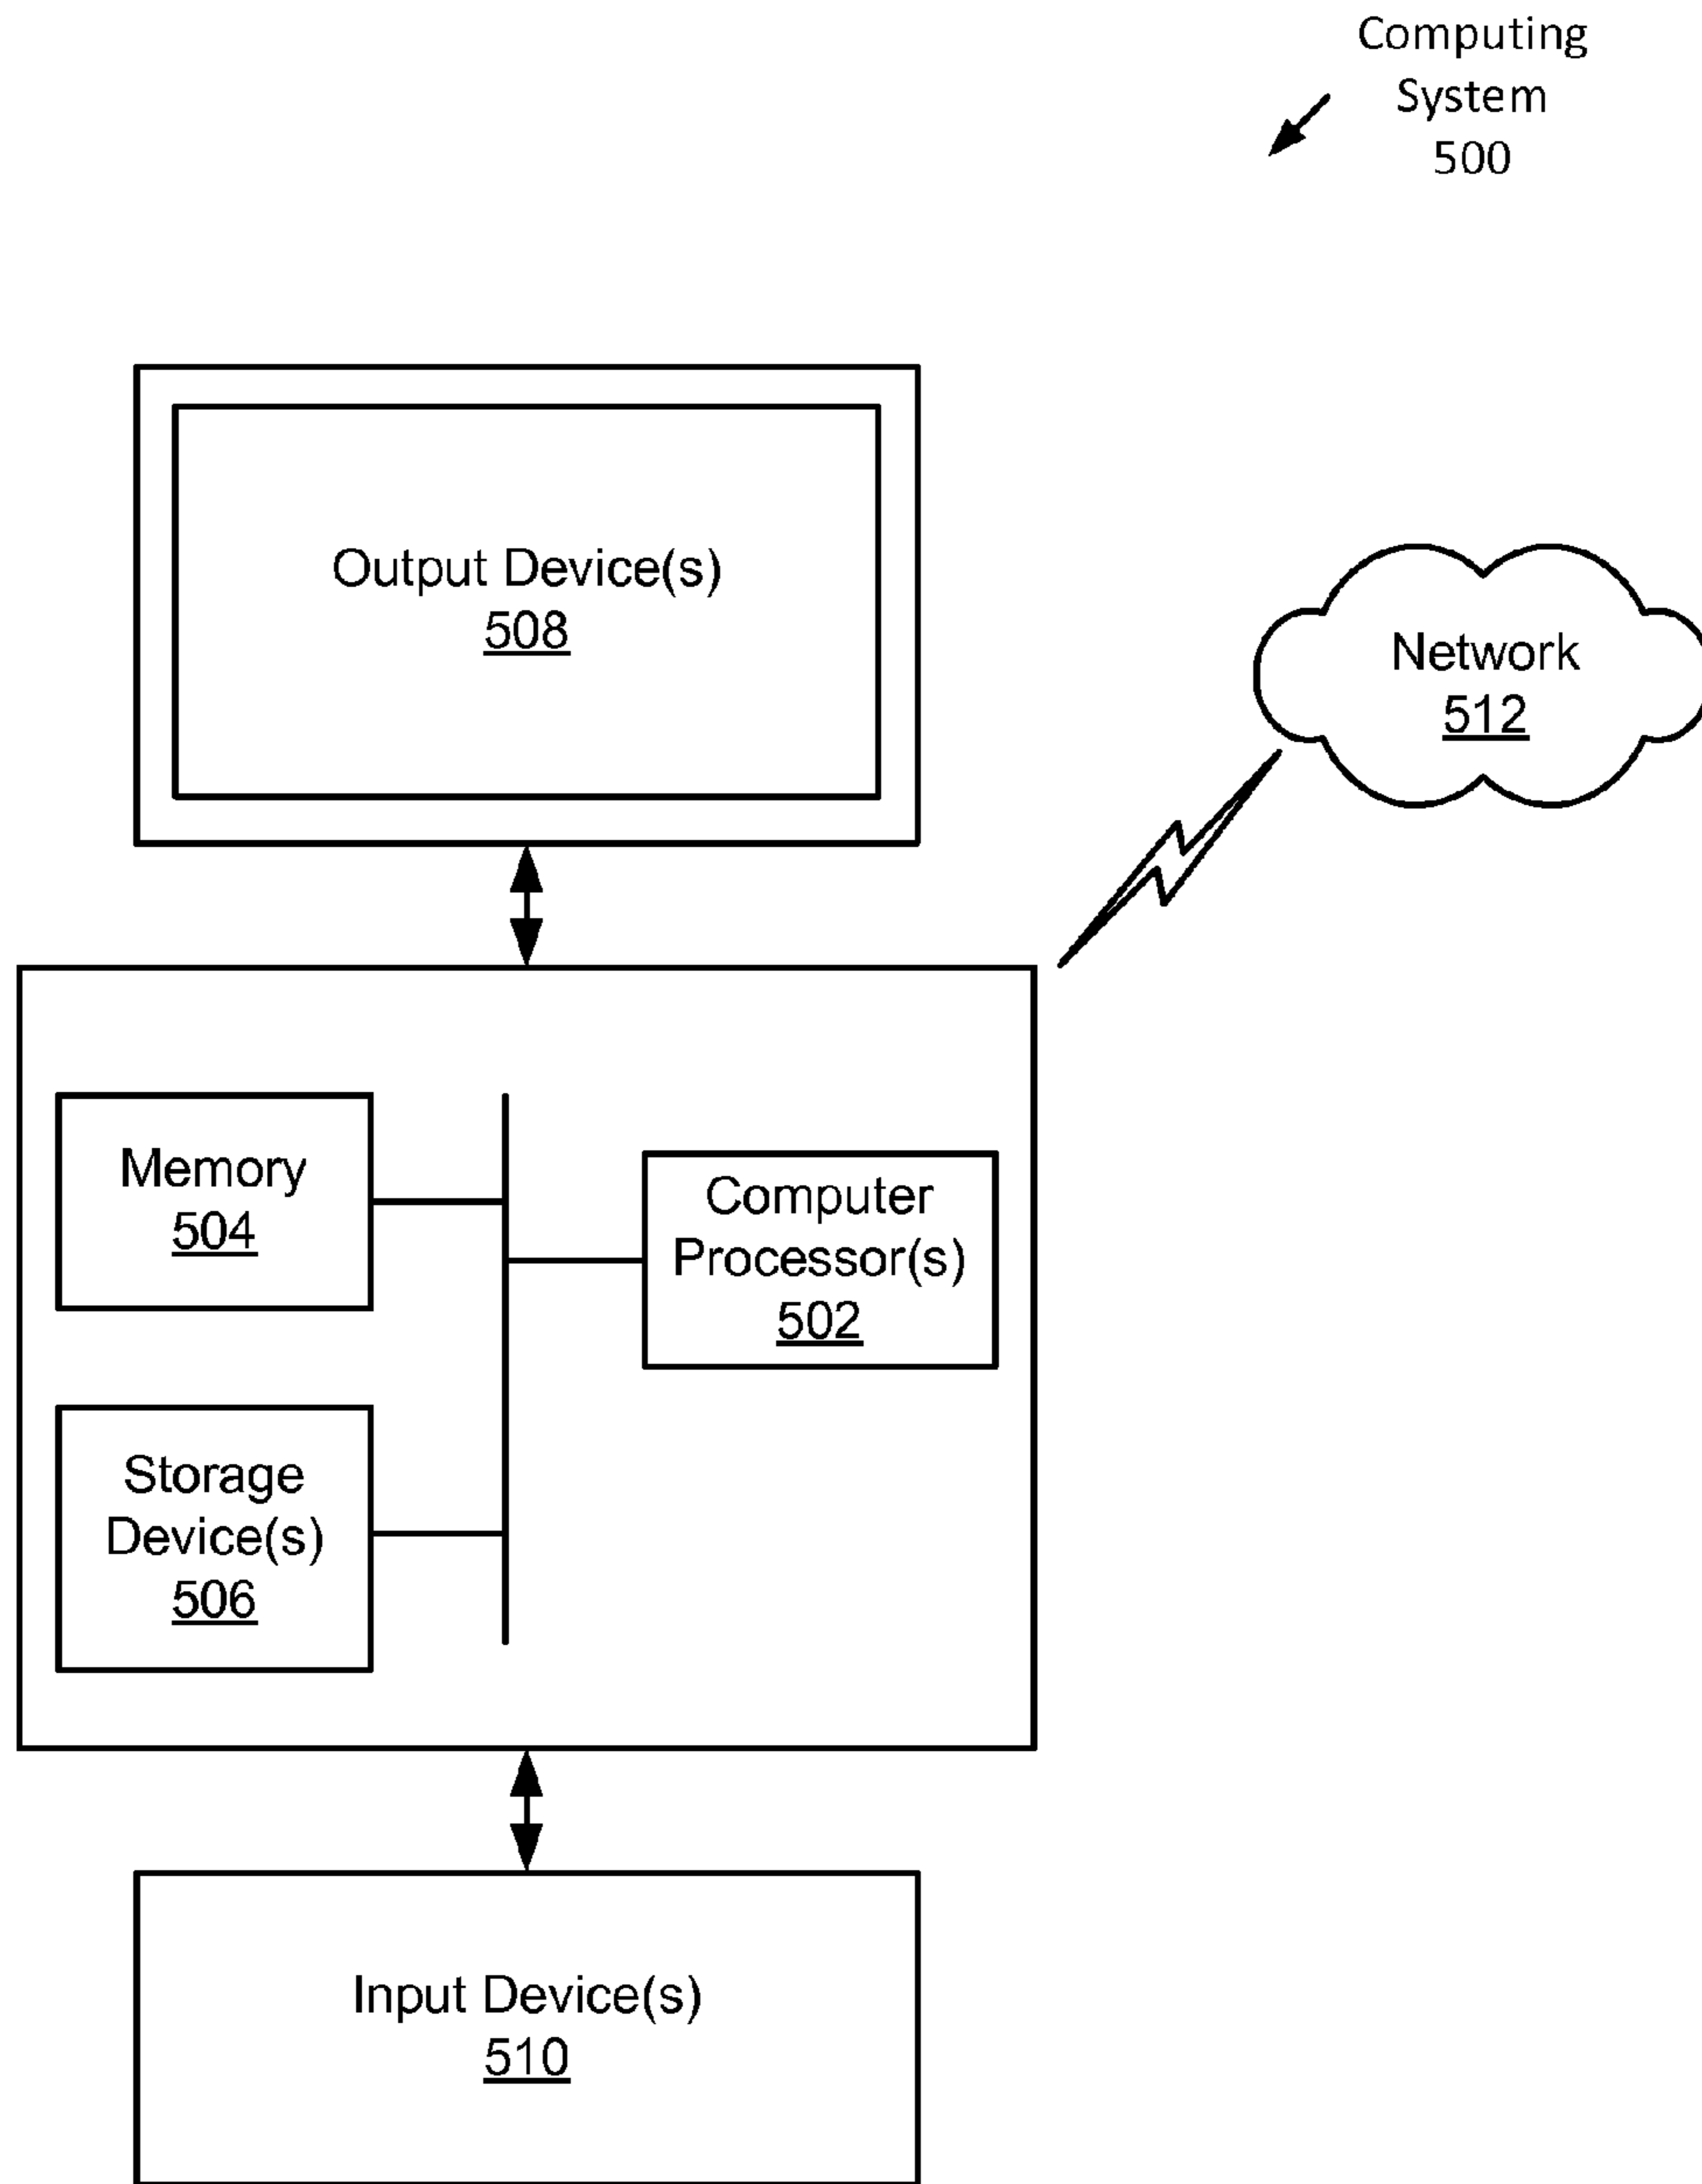 Computing
System
500
Output Device(s)
508
Network
512
Memory
504
Computer
Processor(s)
502
Storage
Device(s)
506
Input Device(s)
510